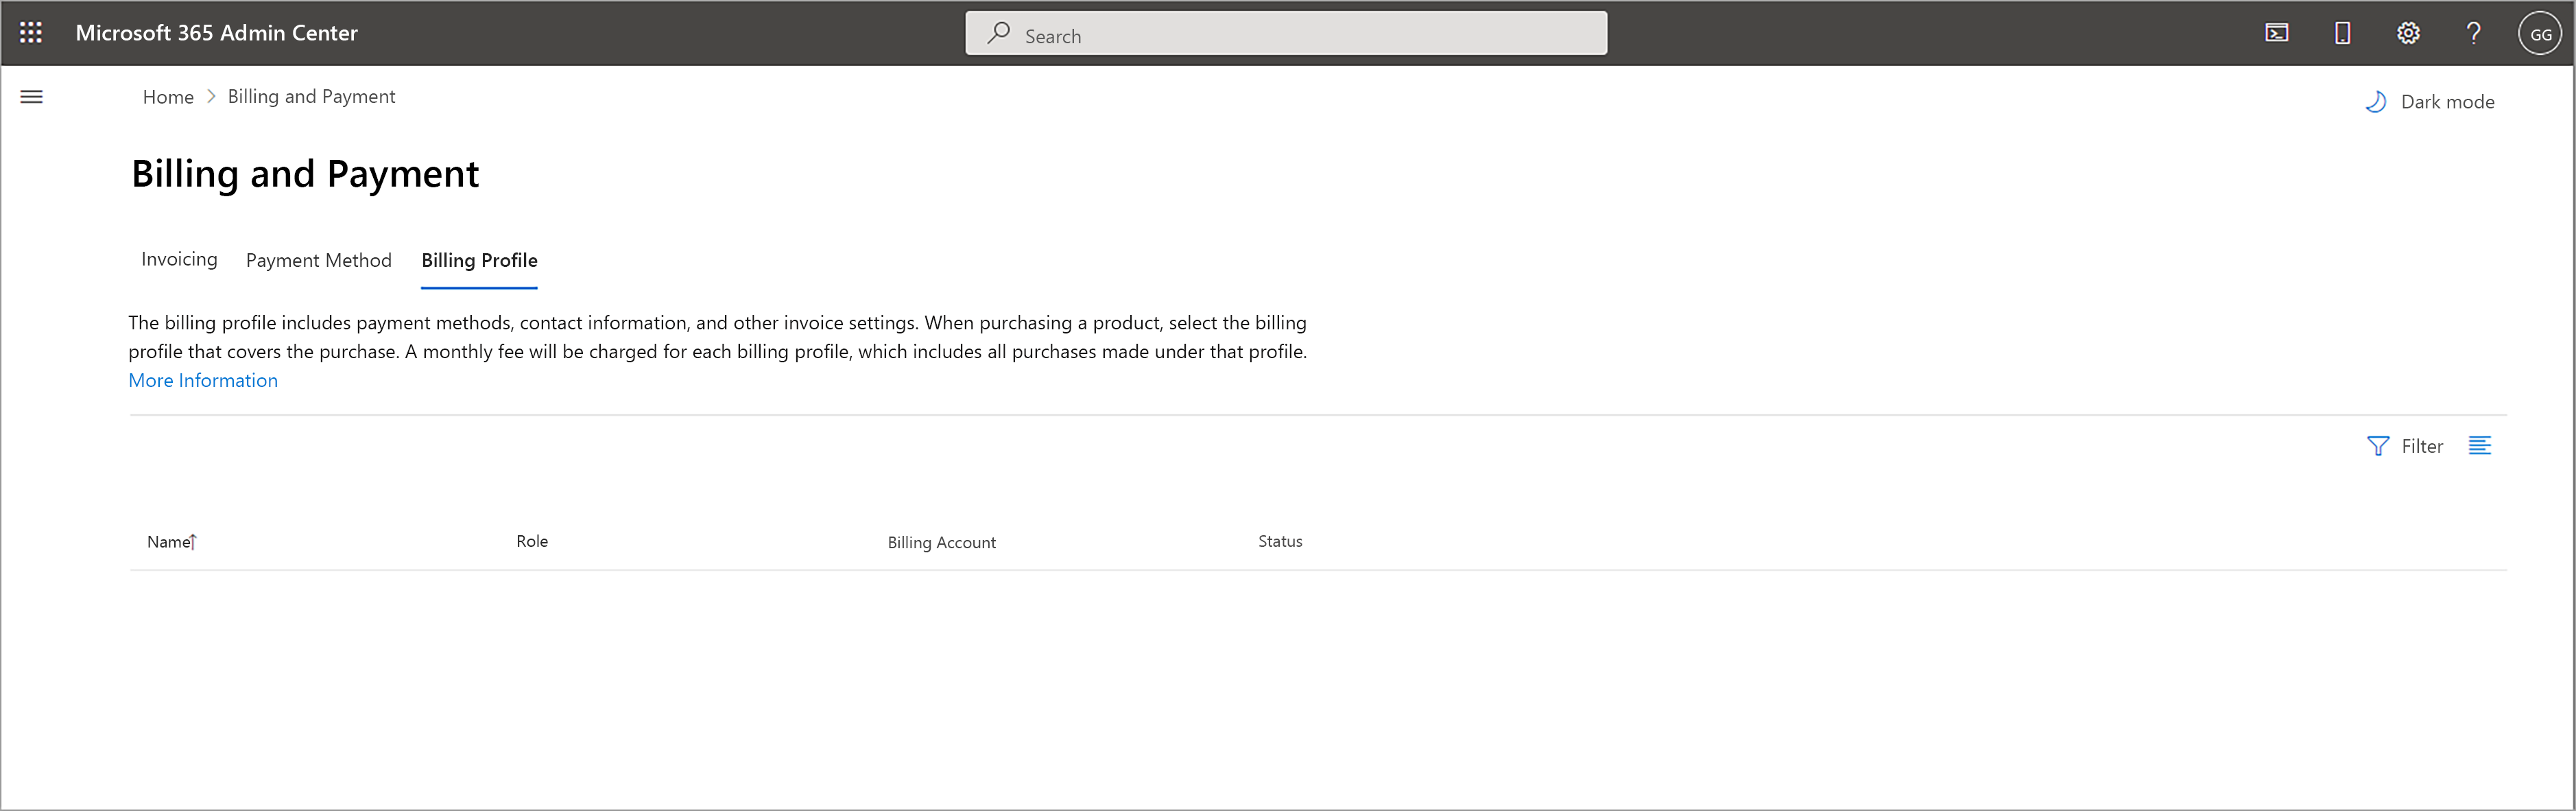 Microsoft 365 Admin Center
Search
GG
Home
Billing and Payment
Dark mode
Billing and Payment
Invoicing
Payment Method
Billing Profile
The billing profile includes payment methods, contact information, and other invoice settings. When purchasing a product, select the billing
profile that covers the purchase. A monthly fee will be charged for each billing profile, which includes all purchases made under that profile.
More Information
Filter
Name↑
Role
Billing Account
Status